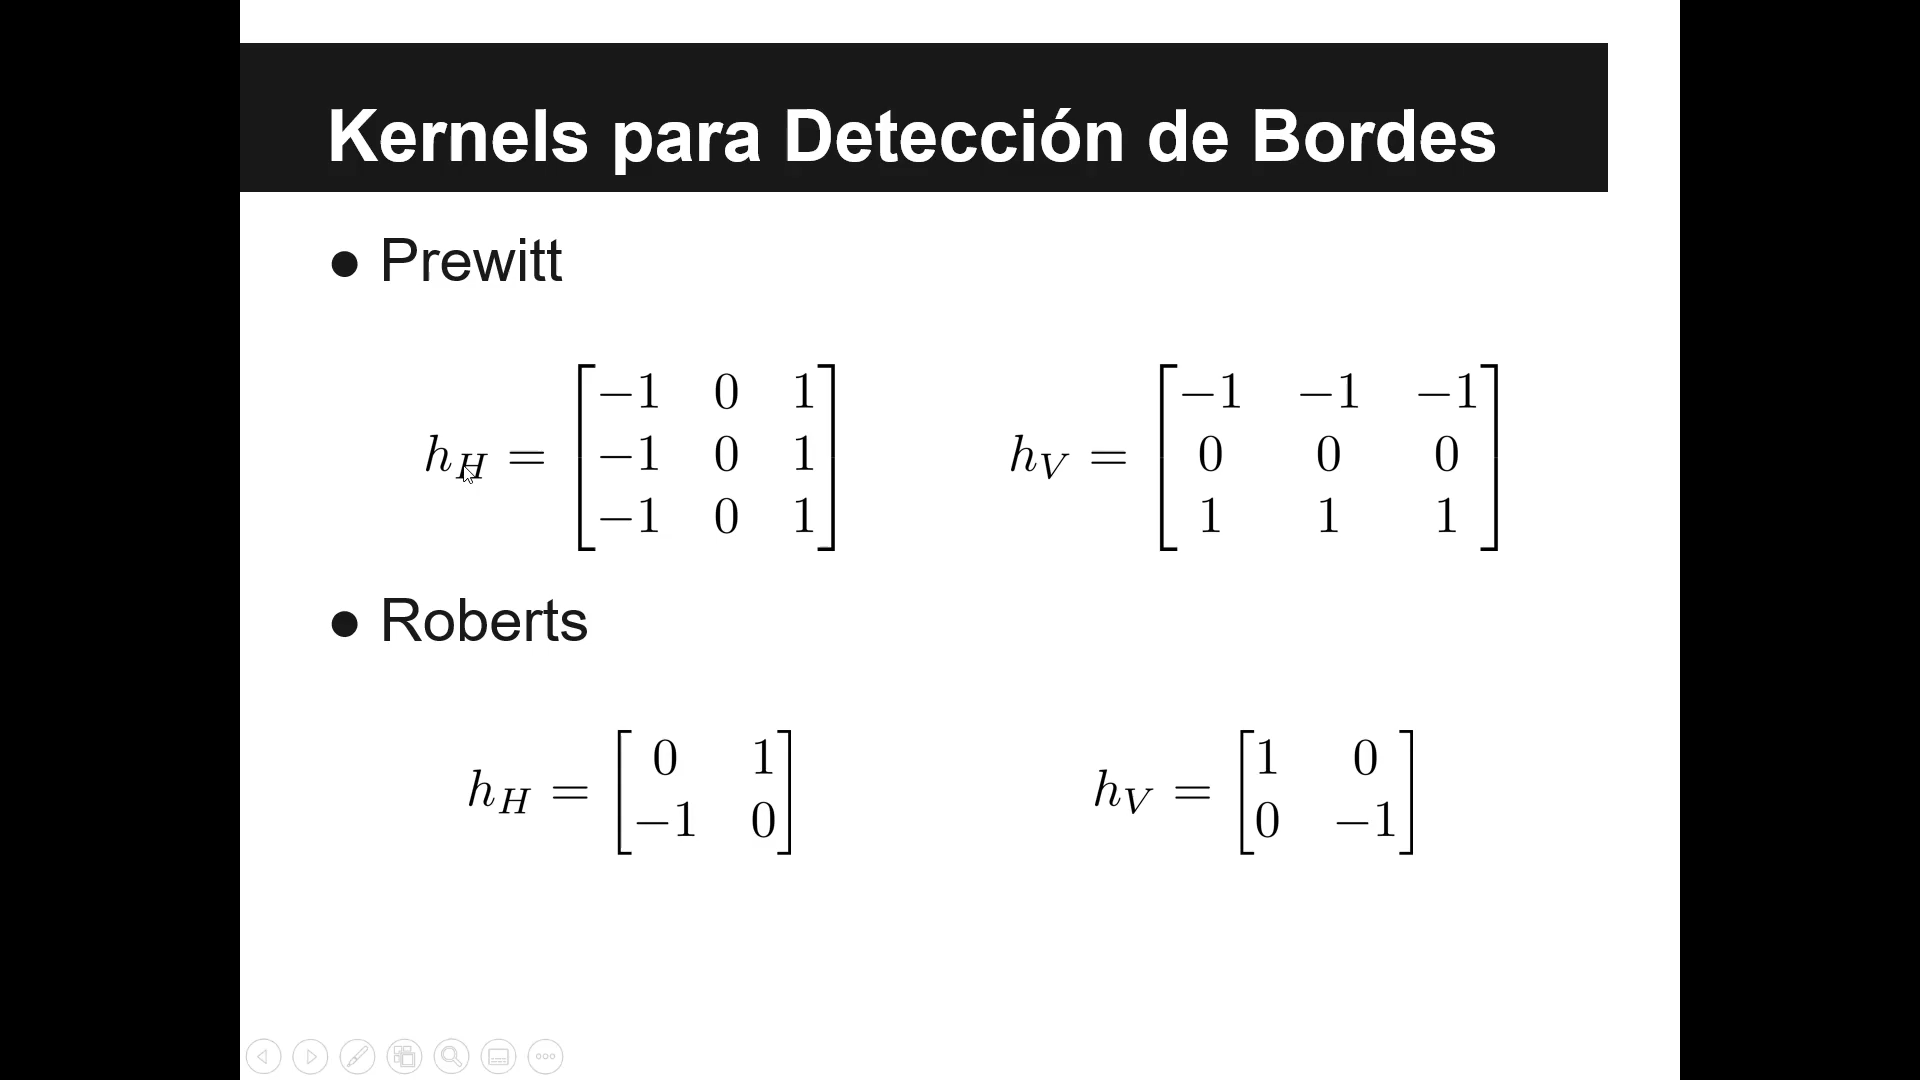 Kernels para Detección de Bordes
● Prewitt
h_H = [−1 0 1; −1 0 1; −1 0 1] h_V = [−1 −1 −1; 0 0 0; 1 1 1]
● Roberts
h_H = [0 1; −1 0] h_V = [1 0; 0 −1]